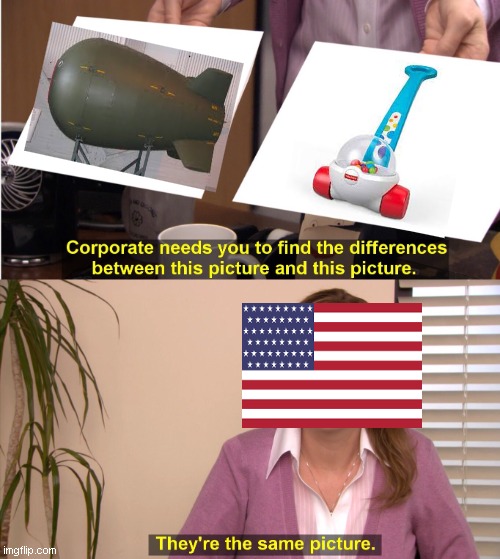 Corporate needs you to find the differences
between this picture and this picture.
They're the same picture.
imgflip.com